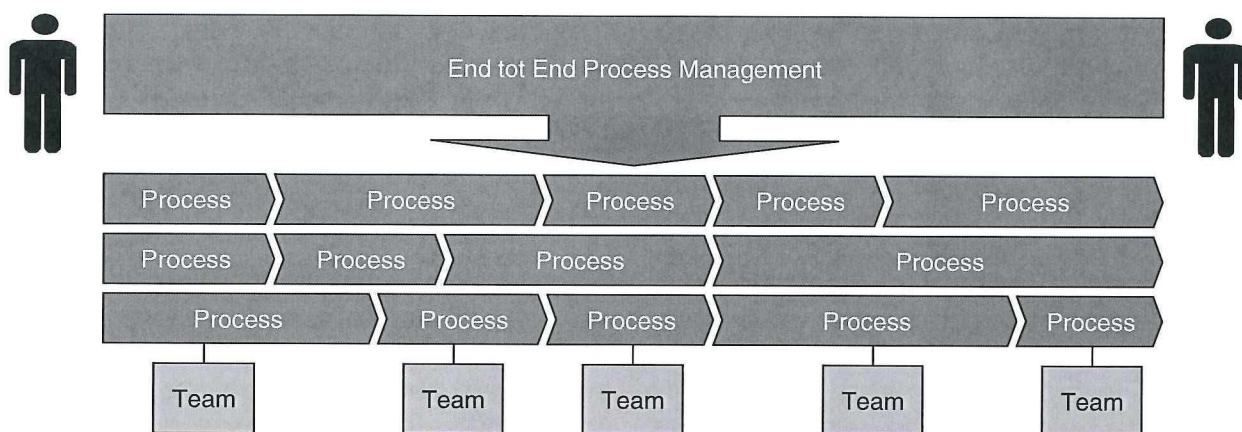 End tot End Process Management
Process Process Process Process Process
Process Process Process Process
Process Process Process Process Process
Team Team Team Team Team